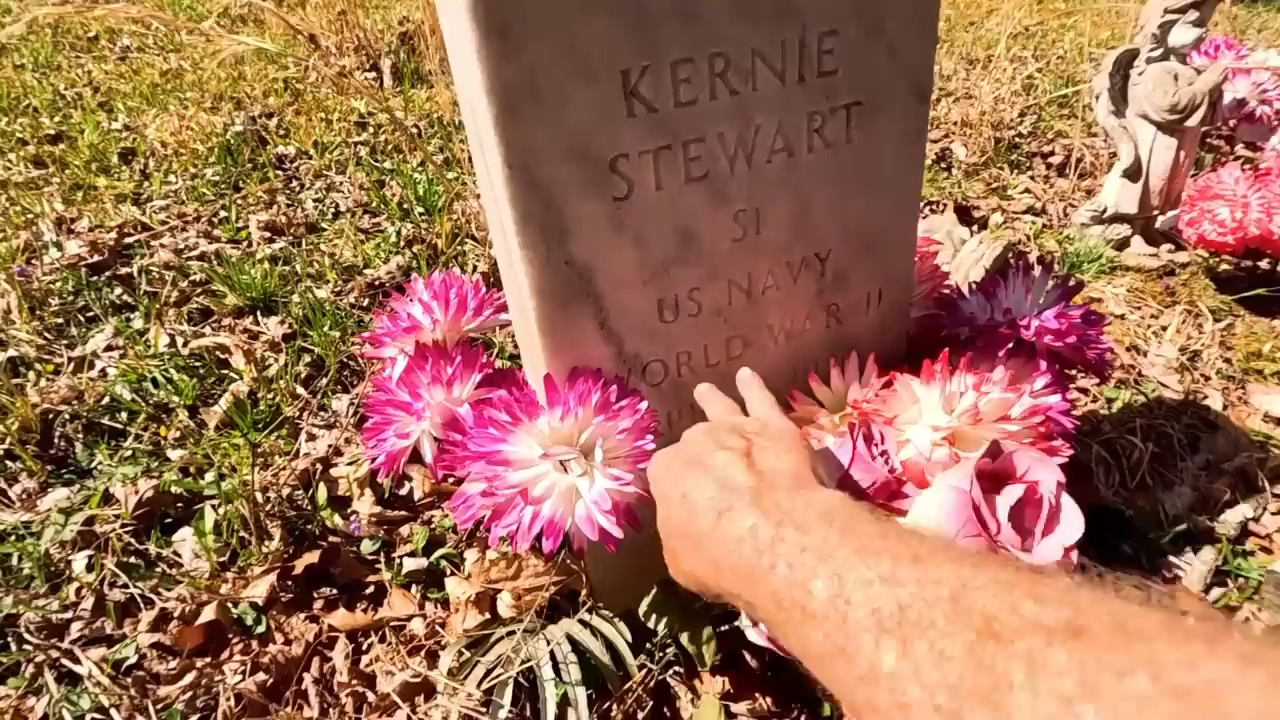 KERNIE
STEWART
S1
US NAVY
WORLD WAR II